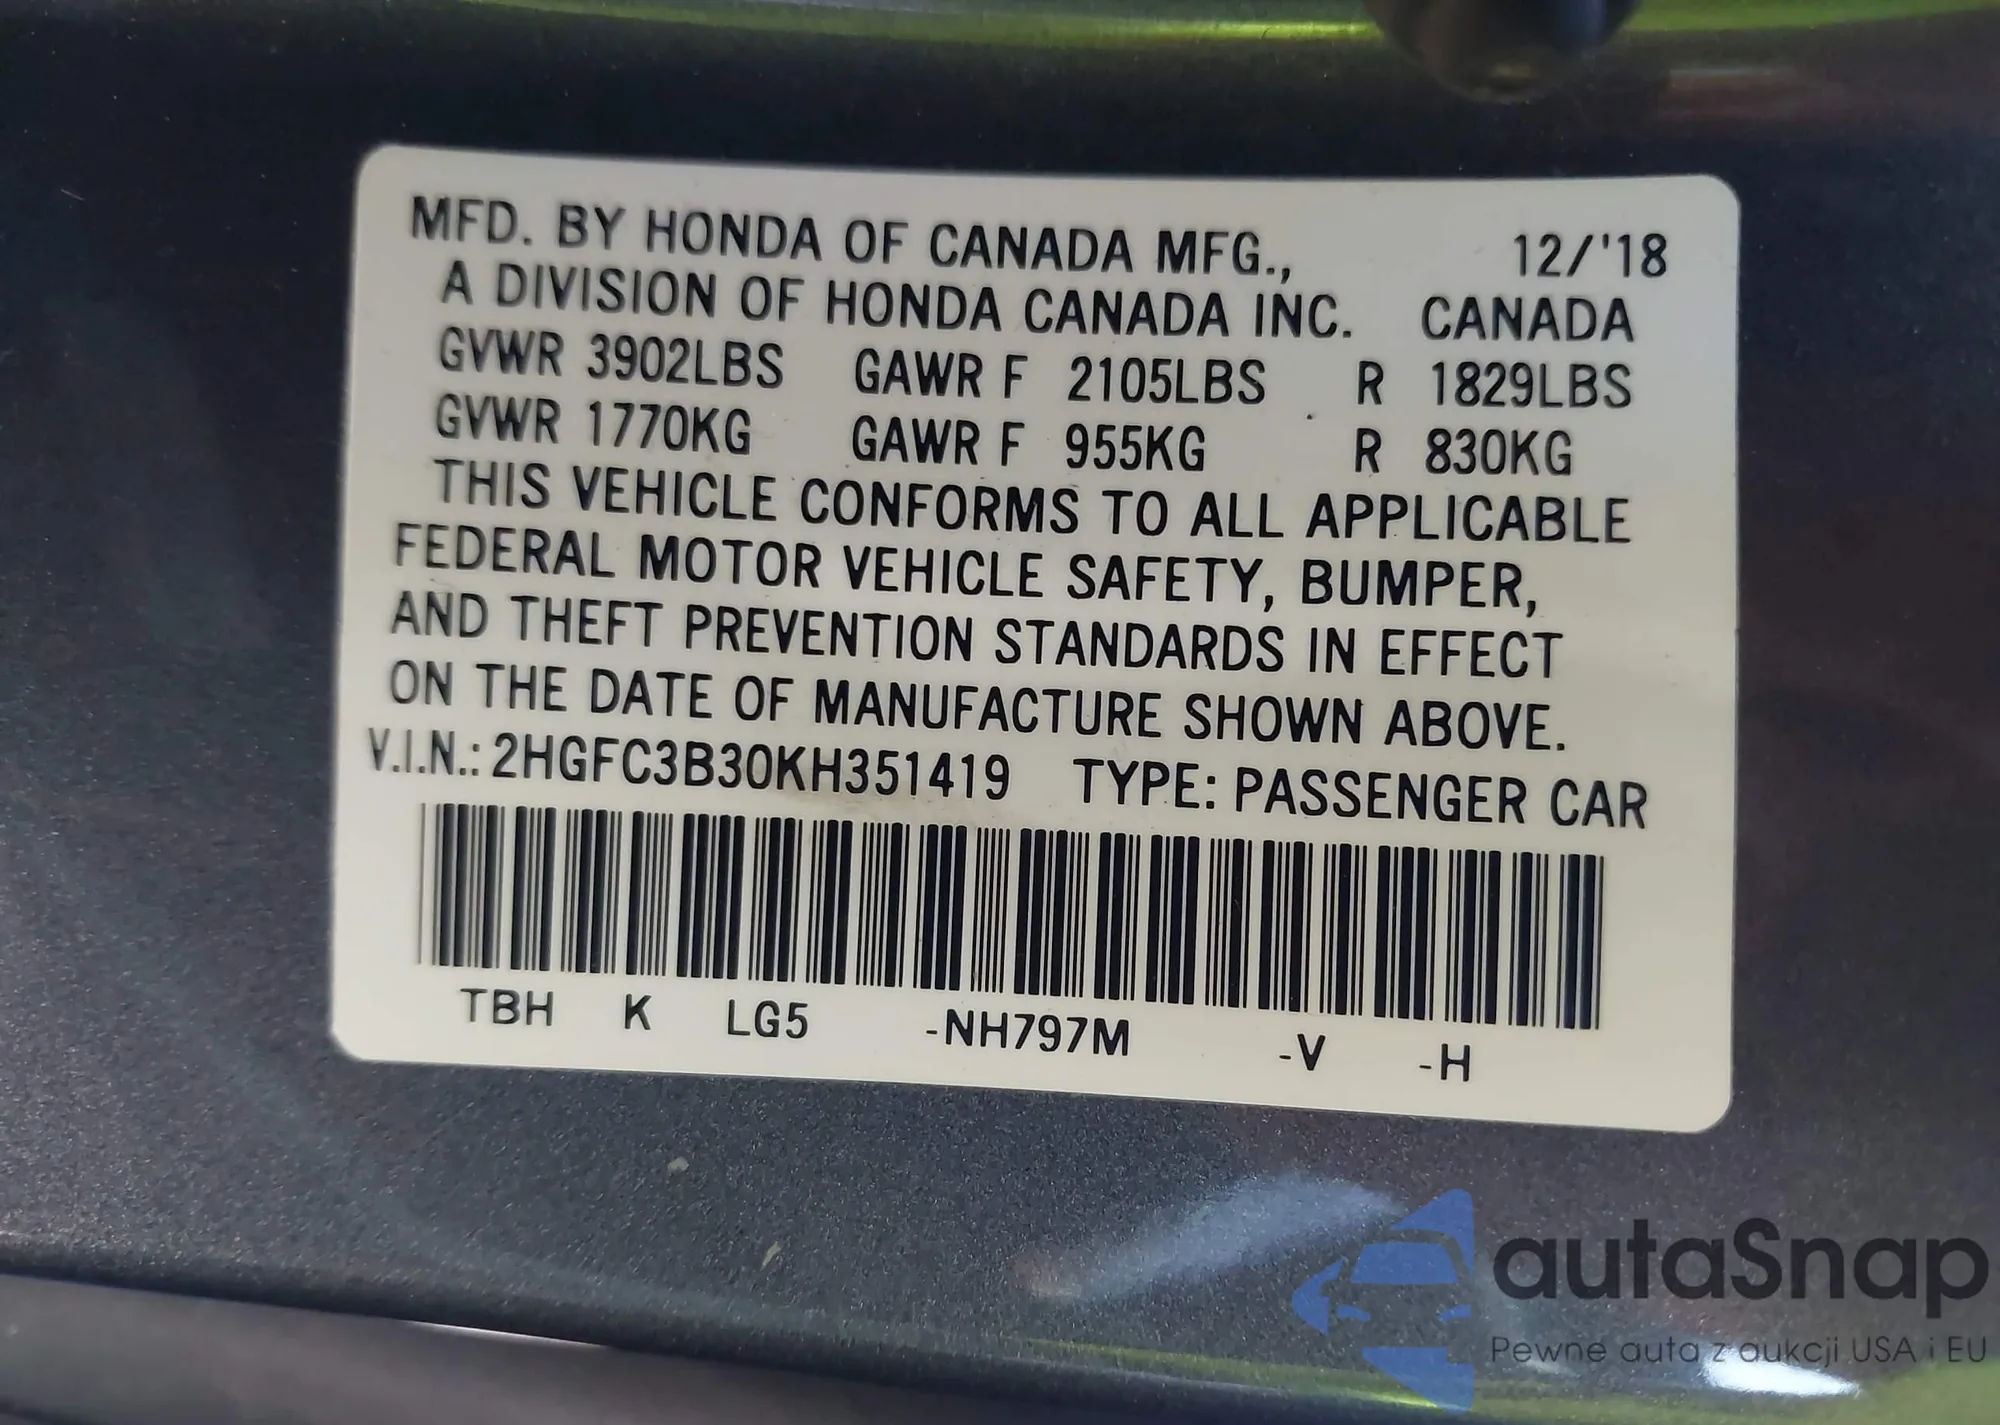 MFD. BY HONDA OF CANADA MFG., 12/'18
A DIVISION OF HONDA CANADA INC. CANADA
GVWR 3902LBS GAWR F 2105LBS R 1829LBS
GVWR 1770KG GAWR F 955KG R 830KG
THIS VEHICLE CONFORMS TO ALL APPLICABLE
FEDERAL MOTOR VEHICLE SAFETY, BUMPER,
AND THEFT PREVENTION STANDARDS IN EFFECT
ON THE DATE OF MANUFACTURE SHOWN ABOVE.
V.I.N.: 2HGFC3B30KH351419 TYPE: PASSENGER CAR
TBH K LG5 -NH797M -V -H
autaSnap
Pewne auta z aukcji USA i EU